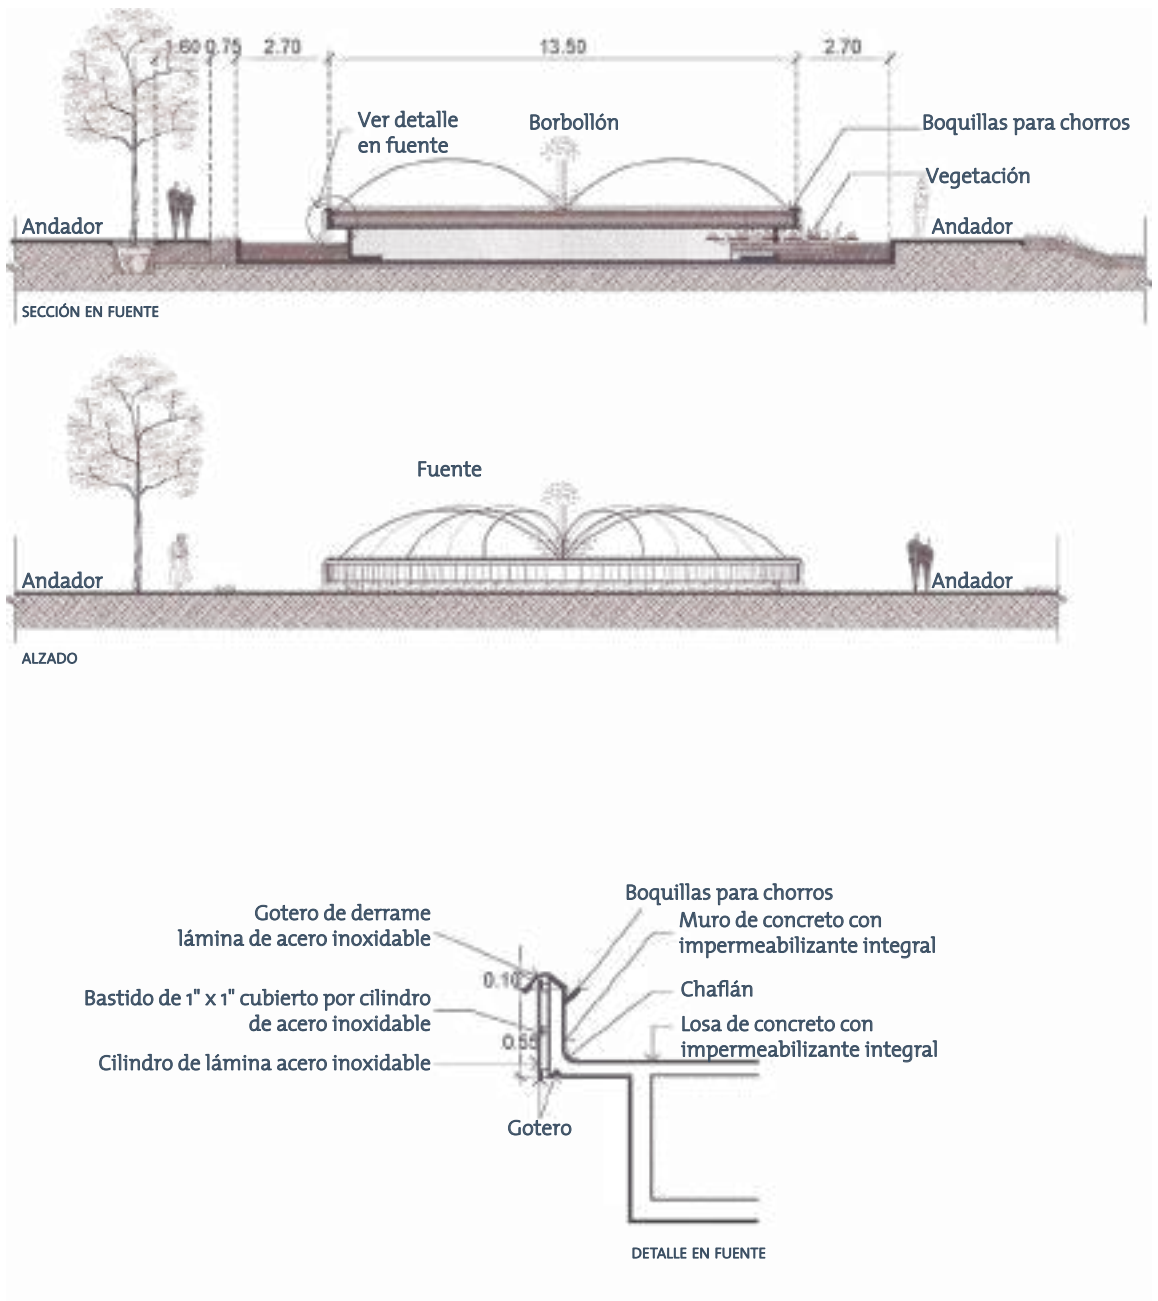 1.60 0.75 2.70 13.50 2.70
Ver detalle
en fuente
Borbollón
Boquillas para chorros
Vegetación
Andador
Andador
SECCIÓN EN FUENTE
Fuente
Andador
Andador
ALZADO
Gotero de derrame
lámina de acero inoxidable
Bastido de 1" x 1" cubierto por cilindro
de acero inoxidable
Cilindro de lámina acero inoxidable
0.10
0.55
Gotero
Boquillas para chorros
Muro de concreto con
impermeabilizante integral
Chaflán
Losa de concreto con
impermeabilizante integral
DETALLE EN FUENTE